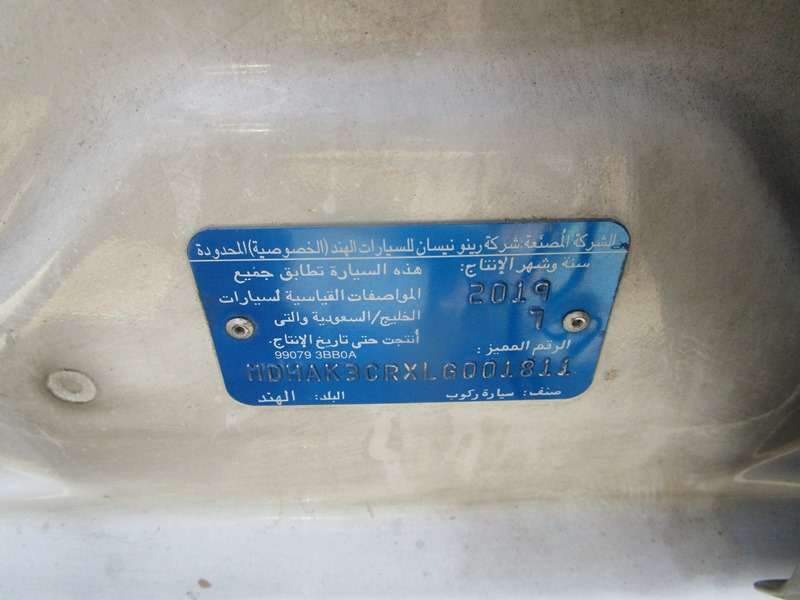 الشركة المصنعة: شركة رينو نيسان للسيارات الهند (الخصوصية) المحدودة
سنة وشهر الإنتاج:
2019
7
هذه السيارة تطابق جميع
المواصفات القياسية لسيارات
الخليج/السعودية والتى
أنتجت حتى تاريخ الإنتاج.
99079 3BB0A
الرقم المميز:
MDHAK3CRXLG001811
صنف: سيارة ركوب
البلد: الهند